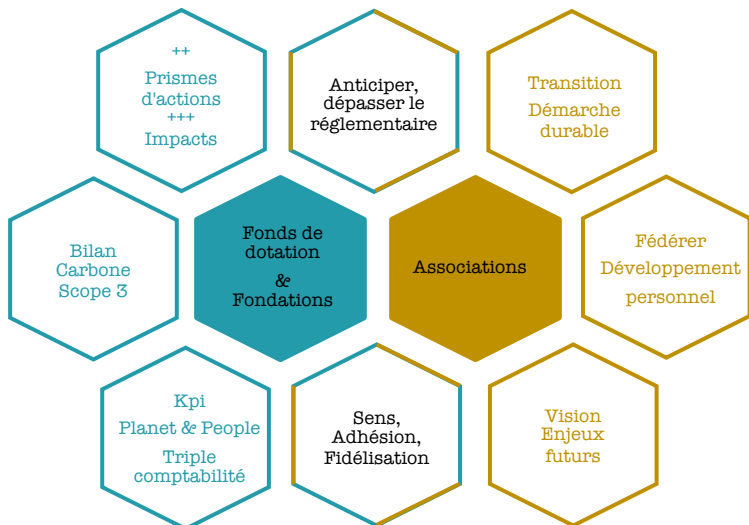 ++
Prismes
d'actions
+++
Impacts
Anticiper,
dépasser le
réglementaire
Transition
Démarche
durable
Bilan
Carbone
Scope 3
Fonds de
dotation
&
Fondations
Associations
Fédérer
Développement
personnel
Kpi
Planet & People
Triple
comptabilité
Sens,
Adhésion,
Fidélisation
Vision
Enjeux
futurs